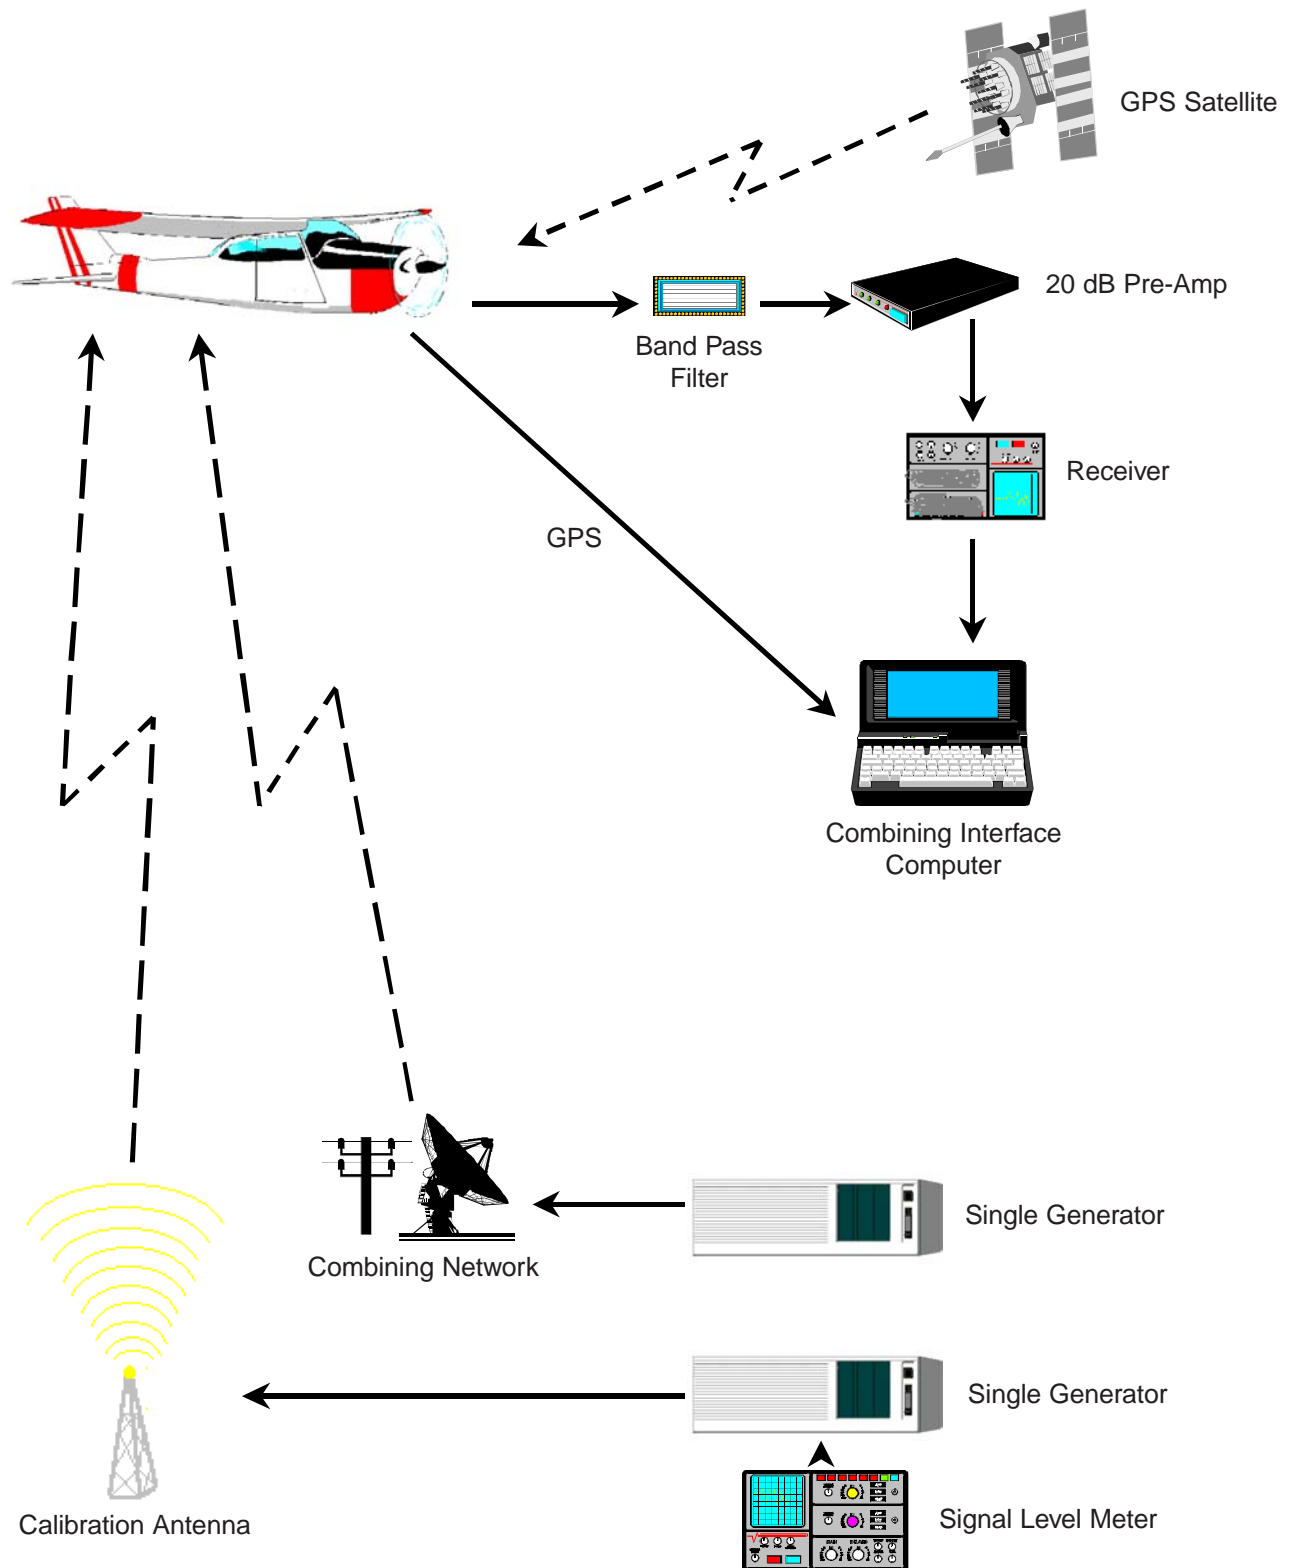 GPS Satellite
20 dB Pre-Amp
Band Pass
Filter
Receiver
GPS
Combining Interface
Computer
Single Generator
Combining Network
Single Generator
Signal Level Meter
Calibration Antenna